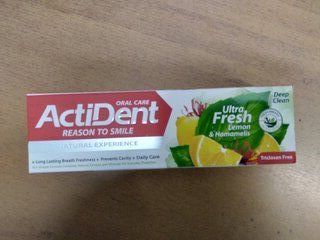 ORAL CARE
ActiDent
REASON TO SMILE
NATURAL EXPERIENCE
Long Lasting Breath Freshness • Prevents Cavity • Daily Care
Ultra
Fresh
Lemon
& Hamamelis
Deep
Clean
Triclosan Free